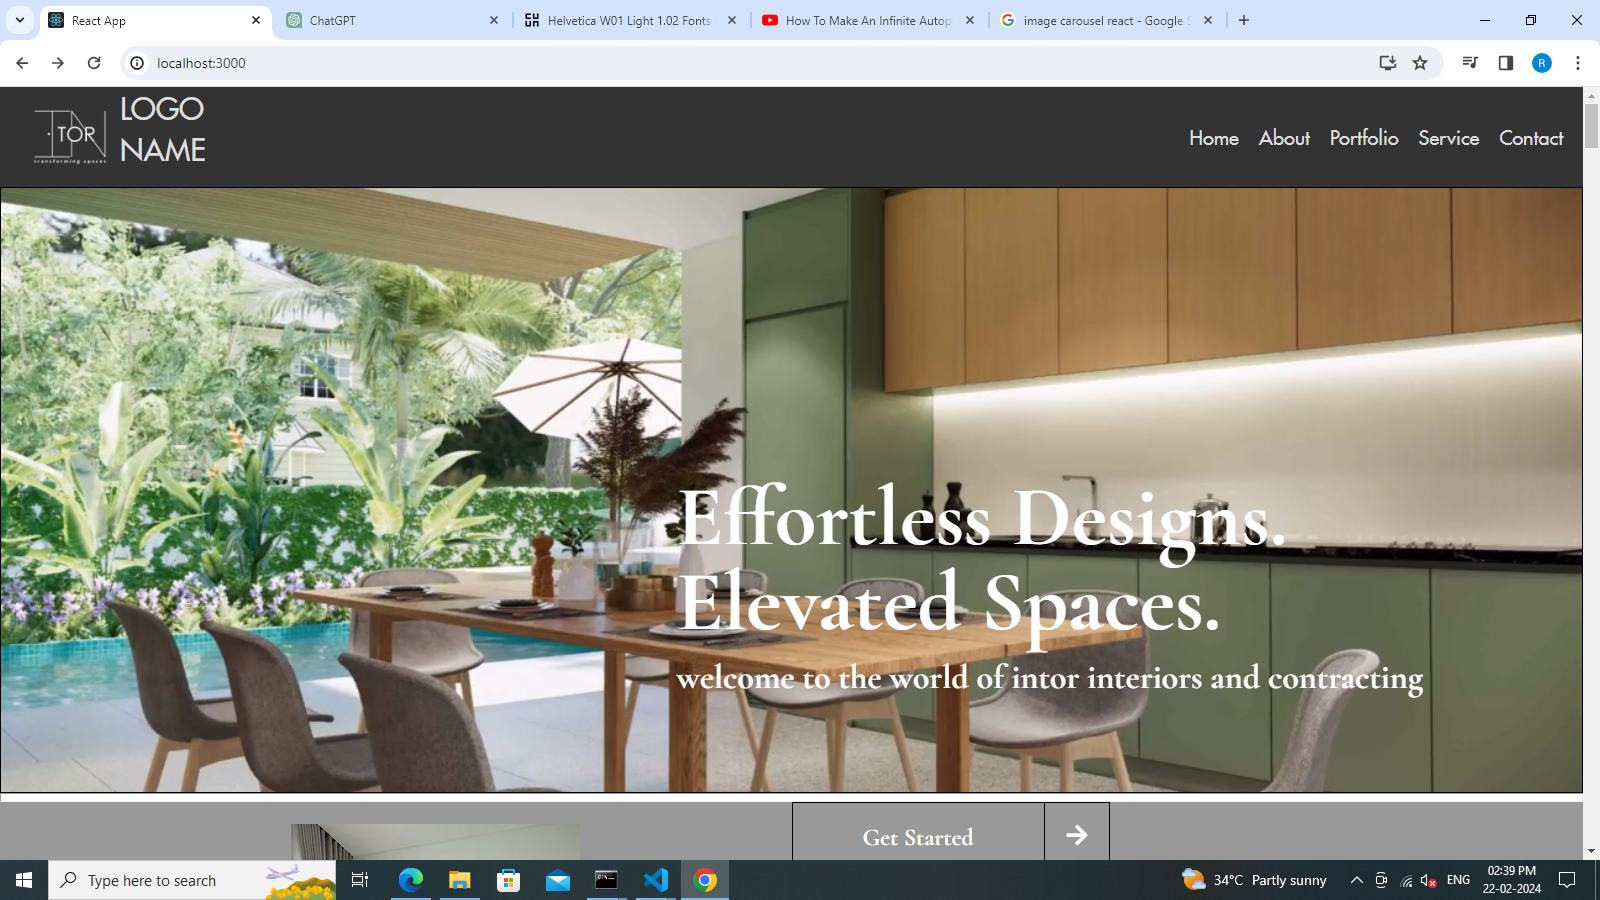 React App
ChatGPT
Helvetica W01 Light 1.02 Fonts
How To Make An Infinite Autop
image carousel react - Google S
localhost:3000
R
TOR
transforming spaces
LOGO
NAME
Home About Portfolio Service Contact
Effortless Designs.
Elevated Spaces.
welcome to the world of intor interiors and contracting
Get Started
Type here to search
34°C Partly sunny
ENG
02:39 PM
22-02-2024